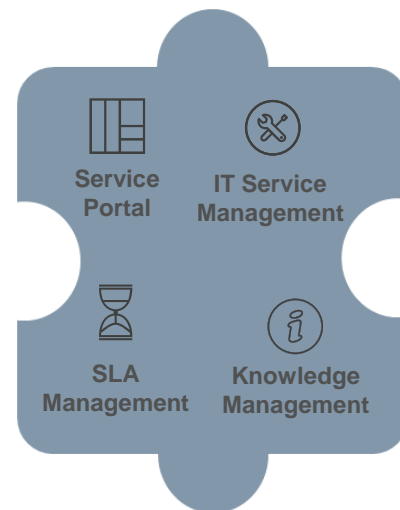 Service
Portal
IT Service
Management
SLA
Management
Knowledge
Management